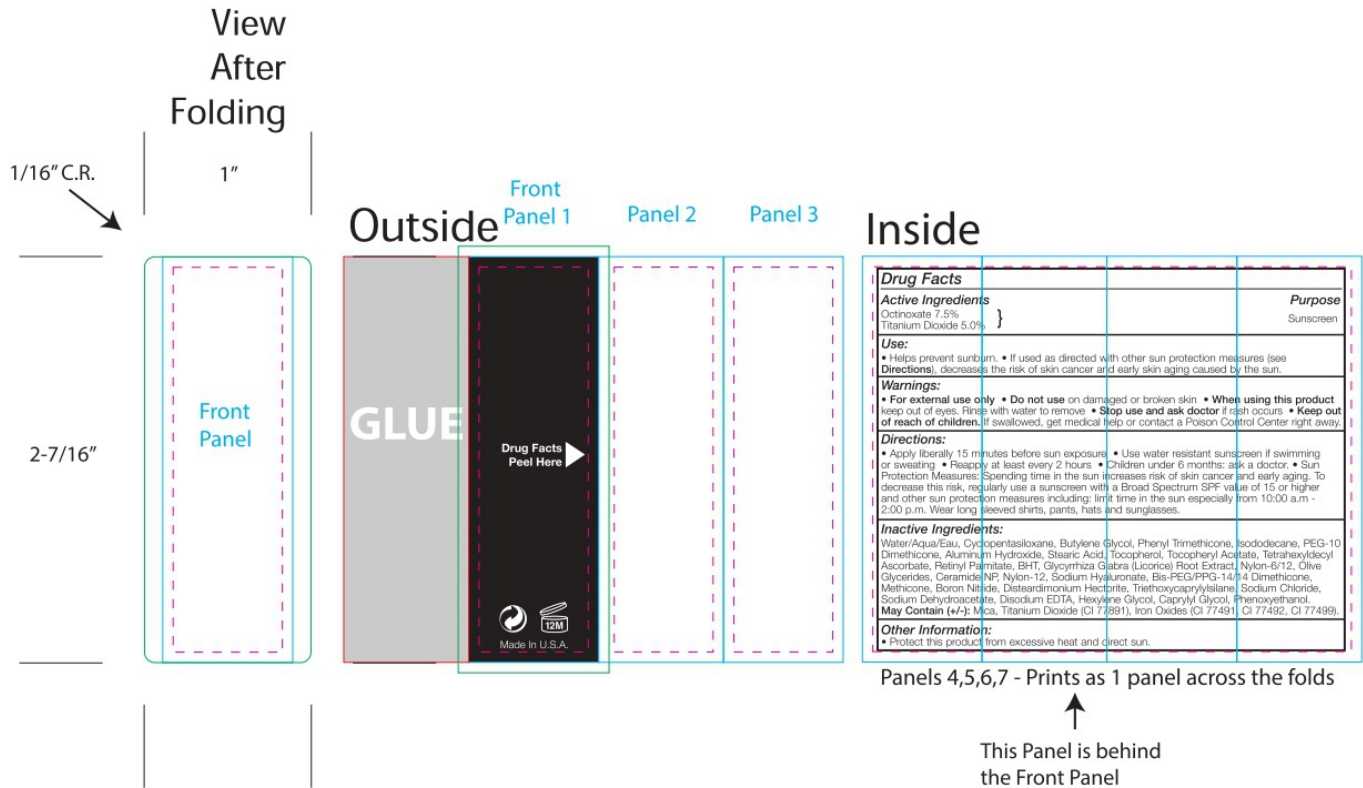 View
After
Folding
1/16” C.R.
1”
2-7/16”
Front
Panel
Outside
Front
Panel 1
Panel 2
Panel 3
GLUE
Drug Facts
Peel Here
12M
Made In U.S.A.
Inside
Drug Facts
Active Ingredients Purpose
Octinoxate 7.5%
Titanium Dioxide 5.0% } Sunscreen
Use:
• Helps prevent sunburn. • If used as directed with other sun protection measures (see
Directions), decreases the risk of skin cancer and early skin aging caused by the sun.
Warnings:
• For external use only • Do not use on damaged or broken skin • When using this product
keep out of eyes. Rinse with water to remove • Stop use and ask doctor if rash occurs • Keep out
of reach of children. If swallowed, get medical help or contact a Poison Control Center right away.
Directions:
• Apply liberally 15 minutes before sun exposure • Use water resistant sunscreen if swimming
or sweating • Reapply at least every 2 hours • Children under 6 months: ask a doctor. • Sun
Protection Measures: Spending time in the sun increases risk of skin cancer and early aging. To
decrease this risk, regularly use a sunscreen with a Broad Spectrum SPF value of 15 or higher
and other sun protection measures including: limit time in the sun especially from 10:00 a.m -
2:00 p.m. Wear long sleeved shirts, pants, hats and sunglasses.
Inactive Ingredients:
Water/Aqua/Eau, Cyclopentasiloxane, Butylene Glycol, Phenyl Trimethicone, Isododecane, PEG-10
Dimethicone, Aluminum Hydroxide, Stearic Acid, Tocopherol, Tocopheryl Acetate, Tetrahexyldecyl
Ascorbate, Retinyl Palmitate, BHT, Glycyrrhiza Glabra (Licorice) Root Extract, Nylon-6/12, Olive
Glycerides, Ceramide NP, Nylon-12, Sodium Hyaluronate, Bis-PEG/PPG-14/14 Dimethicone,
Methicone, Boron Nitride, Disteardimonium Hectorite, Triethoxycaprylylsilane, Sodium Chloride,
Sodium Dehydroacetate, Disodium EDTA, Hexylene Glycol, Caprylyl Glycol, Phenoxyethanol.
May Contain (+/-): Mica, Titanium Dioxide (CI 77891), Iron Oxides (CI 77491, CI 77492, CI 77499).
Other Information:
• Protect this product from excessive heat and direct sun.
Panels 4,5,6,7 - Prints as 1 panel across the folds
This Panel is behind
the Front Panel